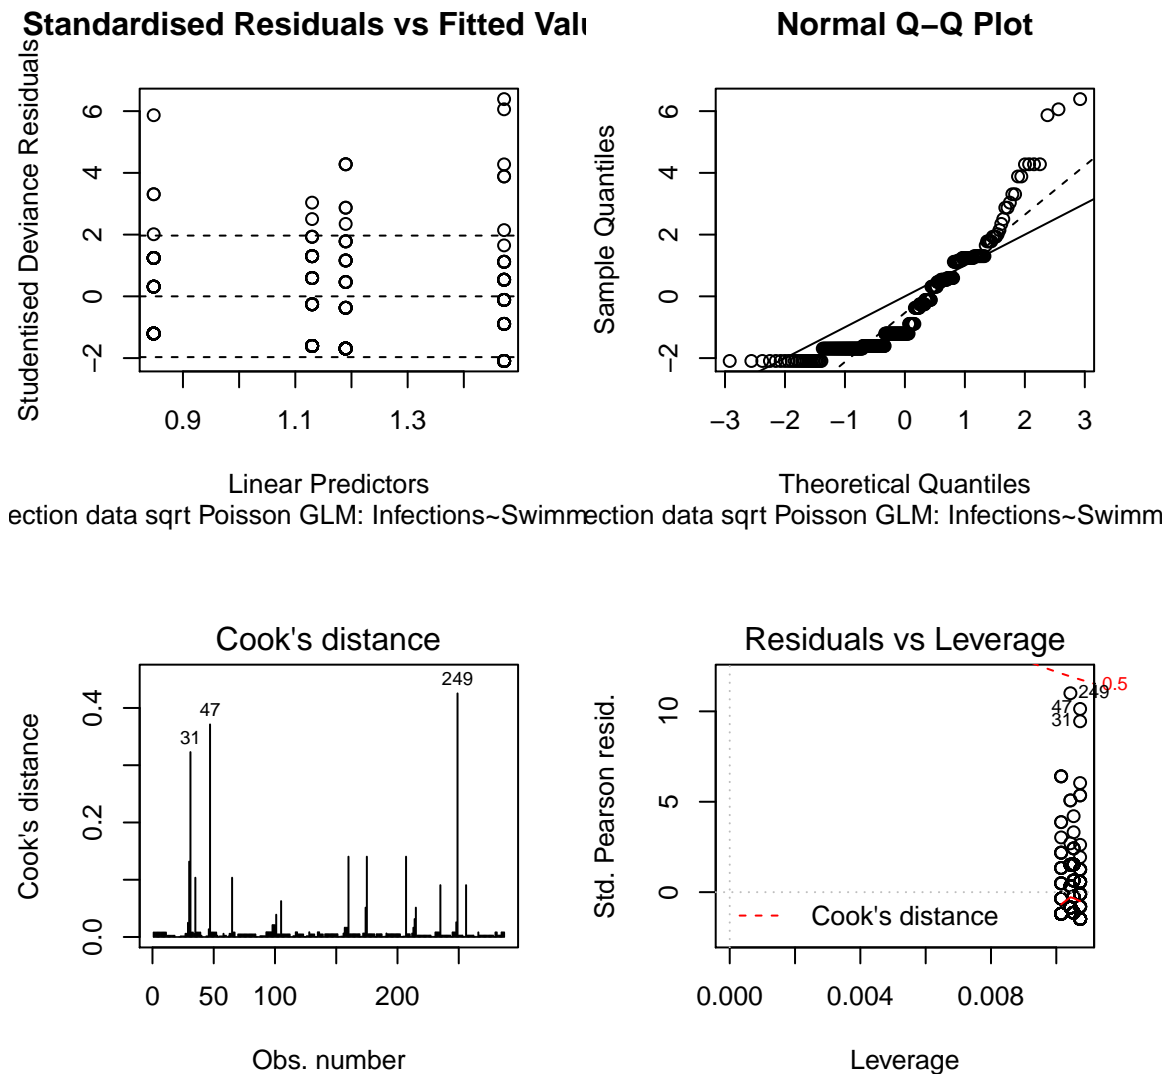 Standardised Residuals vs Fitted Valu
Studentised Deviance Residuals
6
4
2
0
−2
0.9
1.1
1.3
Linear Predictors
ection data sqrt Poisson GLM: Infections~Swimm
Normal Q−Q Plot
Sample Quantiles
6
4
2
0
−2
−3
−2
−1
0
1
2
3
Theoretical Quantiles
ection data sqrt Poisson GLM: Infections~Swimm
Cook's distance
Cook's distance
0.4
0.2
0.0
31
47
249
0
50
100
200
Obs. number
Residuals vs Leverage
Std. Pearson resid.
10
5
0
0.5
249
47
31
Cook's distance
0.000
0.004
0.008
Leverage